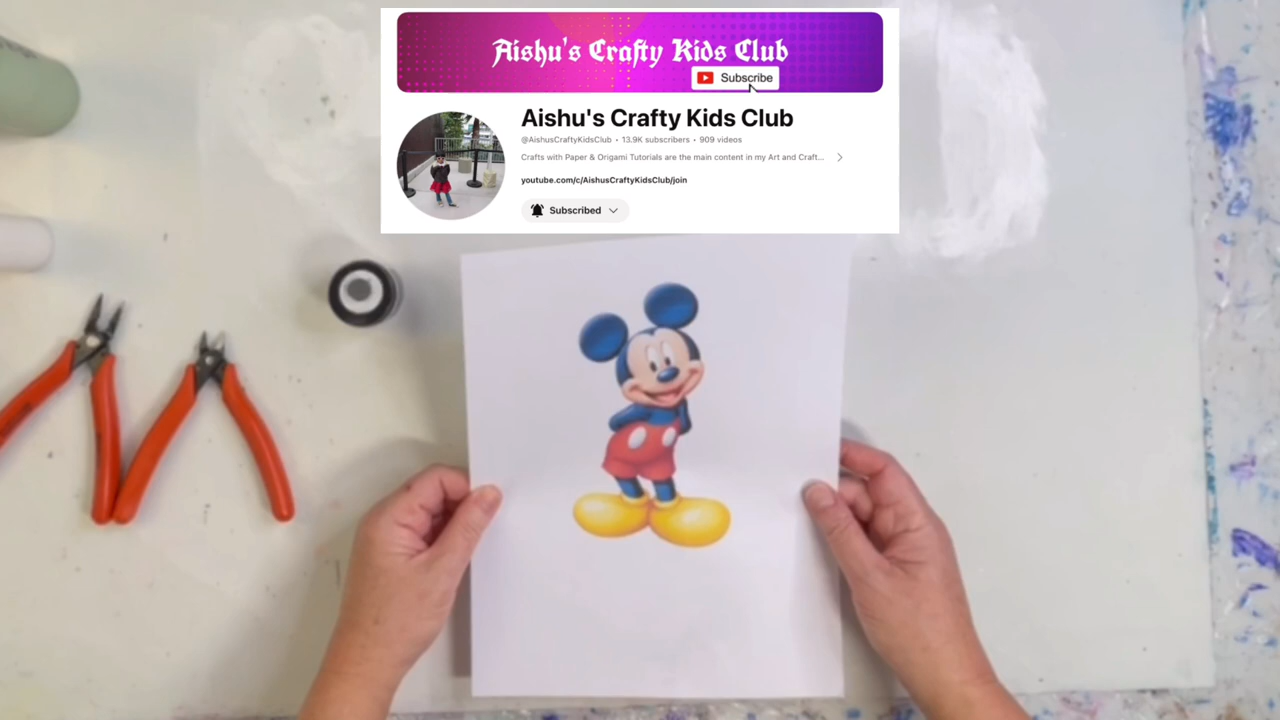 Aishu's Crafty Kids Club
Subscribe
Aishu's Crafty Kids Club
@AishusCraftyKidsClub • 13.9K subscribers • 909 videos
Crafts with Paper & Origami Tutorials are the main content in my Art and Craft...
youtube.com/c/AishusCraftyKidsClub/join
Subscribed